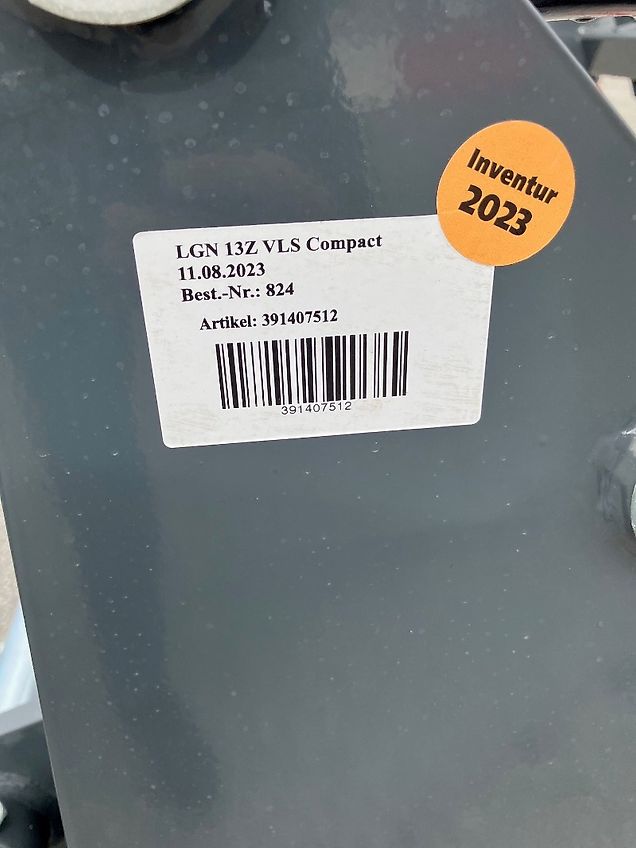 Inventur
2023
LGN 13Z VLS Compact
11.08.2023
Best.-Nr.: 824
Artikel: 391407512
391407512